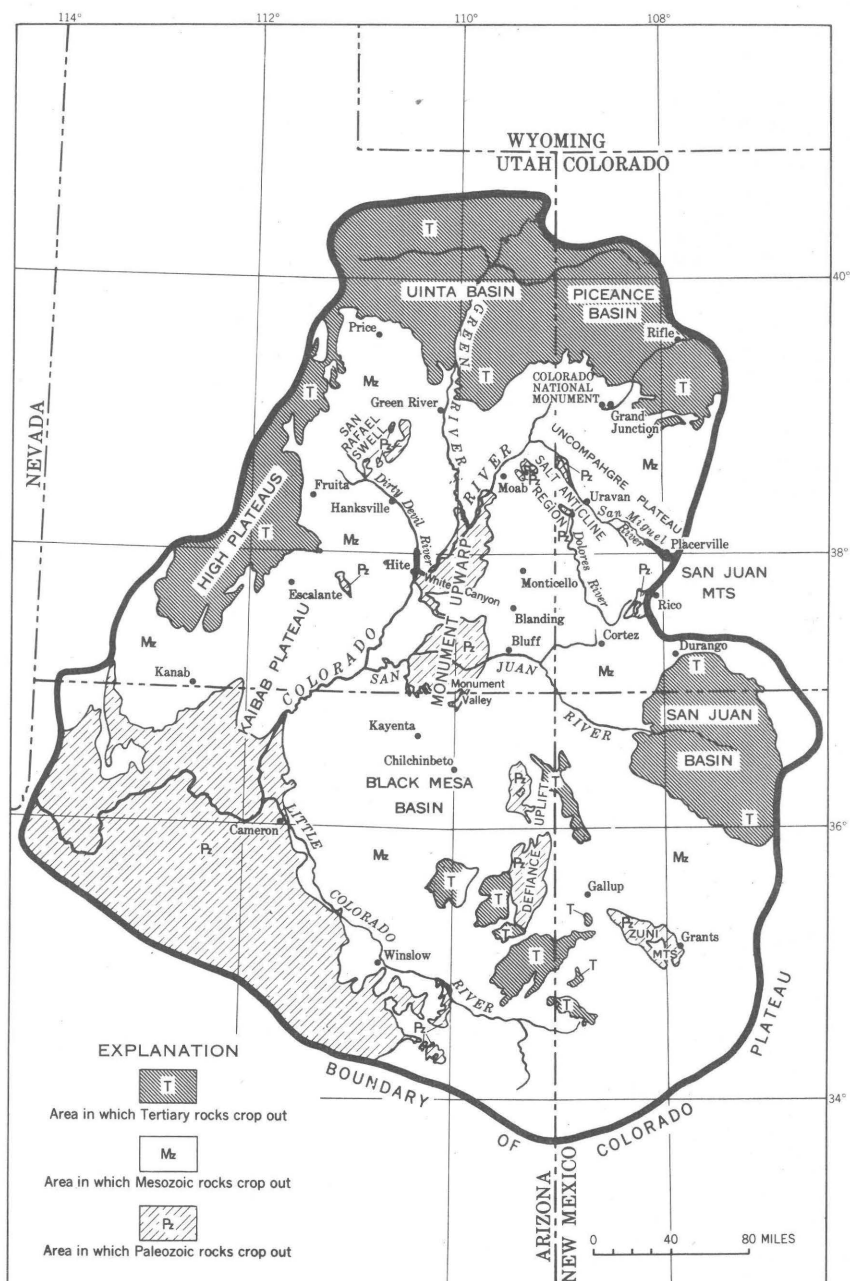 114°
112°
110°
108°
WYOMING
UTAH COLORADO
T
40°
UINTA BASIN
PICEANCE
BASIN
GREEN
RIVER
Price
Rifle
Mz
T
T
T
COLORADO
NATIONAL
MONUMENT
Green River
Grand
Junction
NEVADA
SAN
RAFAEL
SWELL
Pz
RIVER
UNCOMPAHGRE PLATEAU
Mz
Pz
Fruita
Hanksville
Dirty Devil River
Moab
Pz
SALT ANTICLINE
REGION
Uravan
San Miguel
River
HIGH PLATEAUS
T
Mz
Pz
Dolores River
Placerville
38°
Hite
White Canyon
Pz
Pz
Escalante
Monticello
SAN JUAN
MTS
Rico
MONUMENT UPWARP
Blanding
Mz
KAIBAB PLATEAU
COLORADO
Pz
Bluff
Cortez
Durango
T
Kanab
SAN
JUAN
RIVER
Mz
Monument
Valley
SAN JUAN
BASIN
Kayenta
Chilchinbeto
BLACK MESA
BASIN
Pz
T
UPLIFT
T
36°
Cameron
LITTLE
COLORADO
RIVER
Pz
Mz
Pz
Mz
T
T
DEFIANCE
Gallup
T
T
Pz
ZUNI
MTS
Grants
T
T
Winslow
T
Pz
EXPLANATION
T
Area in which Tertiary rocks crop out
Mz
Area in which Mesozoic rocks crop out
Pz
Area in which Paleozoic rocks crop out
BOUNDARY
OF
COLORADO
PLATEAU
34°
ARIZONA
NEW MEXICO
0 40 80 MILES